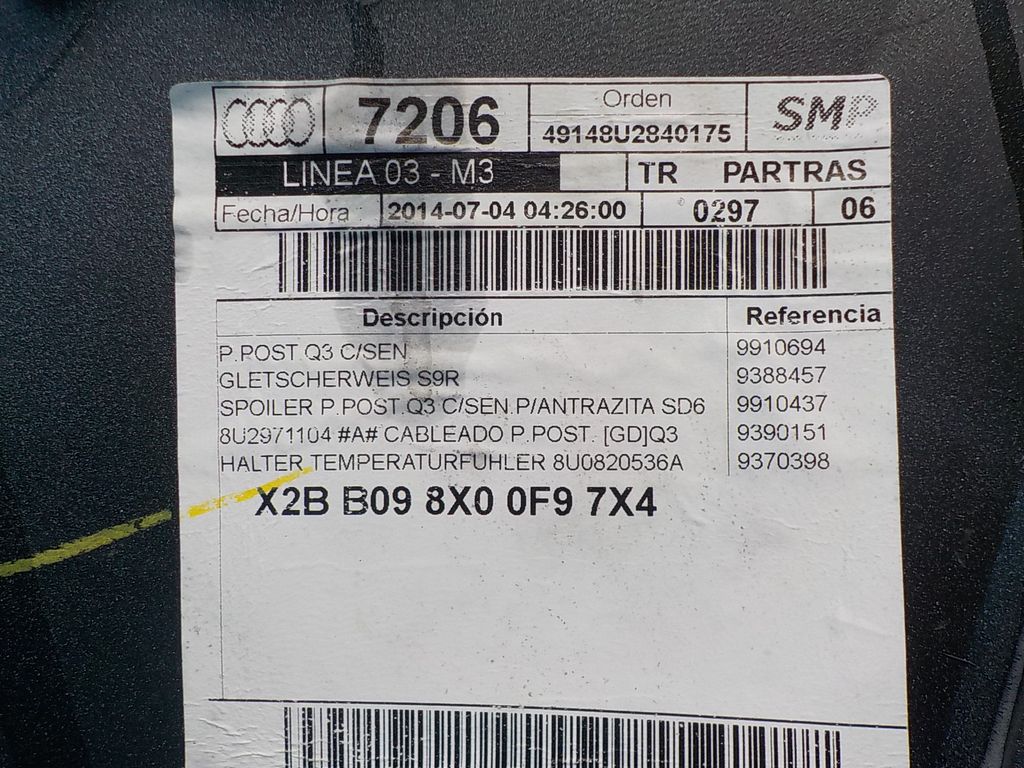 7206
Orden
49148U2840175
SMP
LINEA 03 - M3
TR PARTRAS
Fecha/Hora : 2014-07-04 04:26:00
0297
06
Descripción Referencia
P.POST.Q3 C/SEN 9910694
GLETSCHERWEIS S9R 9388457
SPOILER P.POST.Q3 C/SEN.P/ANTRAZITA SD6 9910437
8U2971104 #A# CABLEADO P.POST. [GD]Q3 9390151
HALTER TEMPERATURFUHLER 8U0820536A 9370398
X2B B09 8X0 0F9 7X4